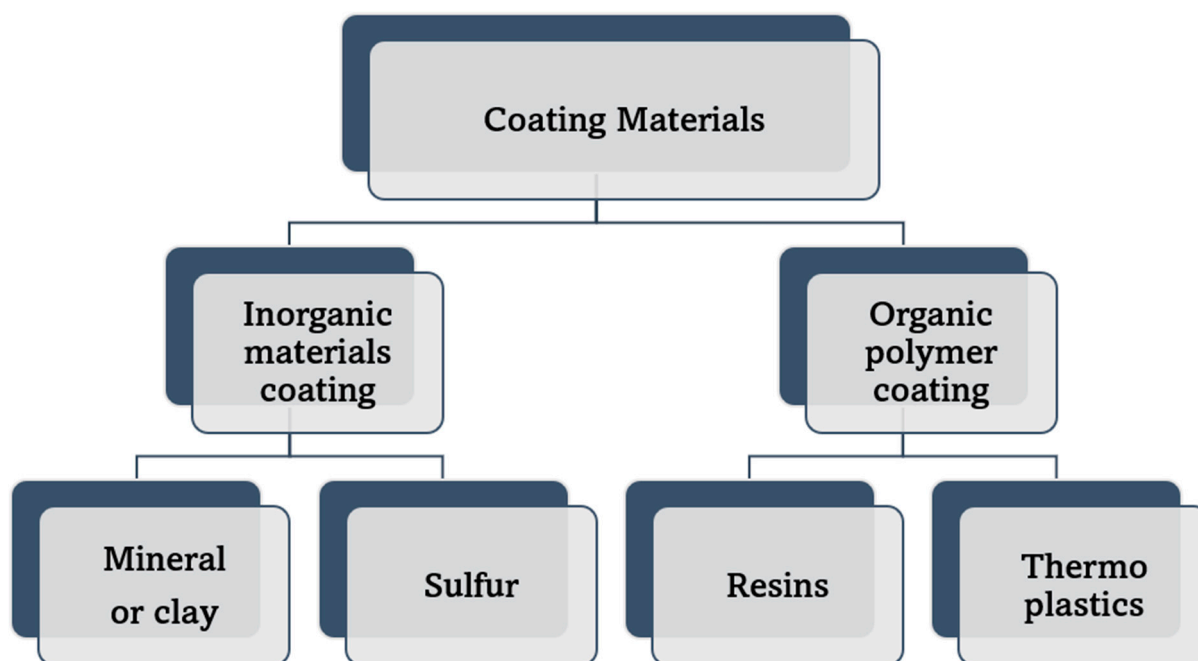 Coating Materials
Inorganic
materials
coating
Organic
polymer
coating
Mineral
or clay
Sulfur
Resins
Thermo
plastics